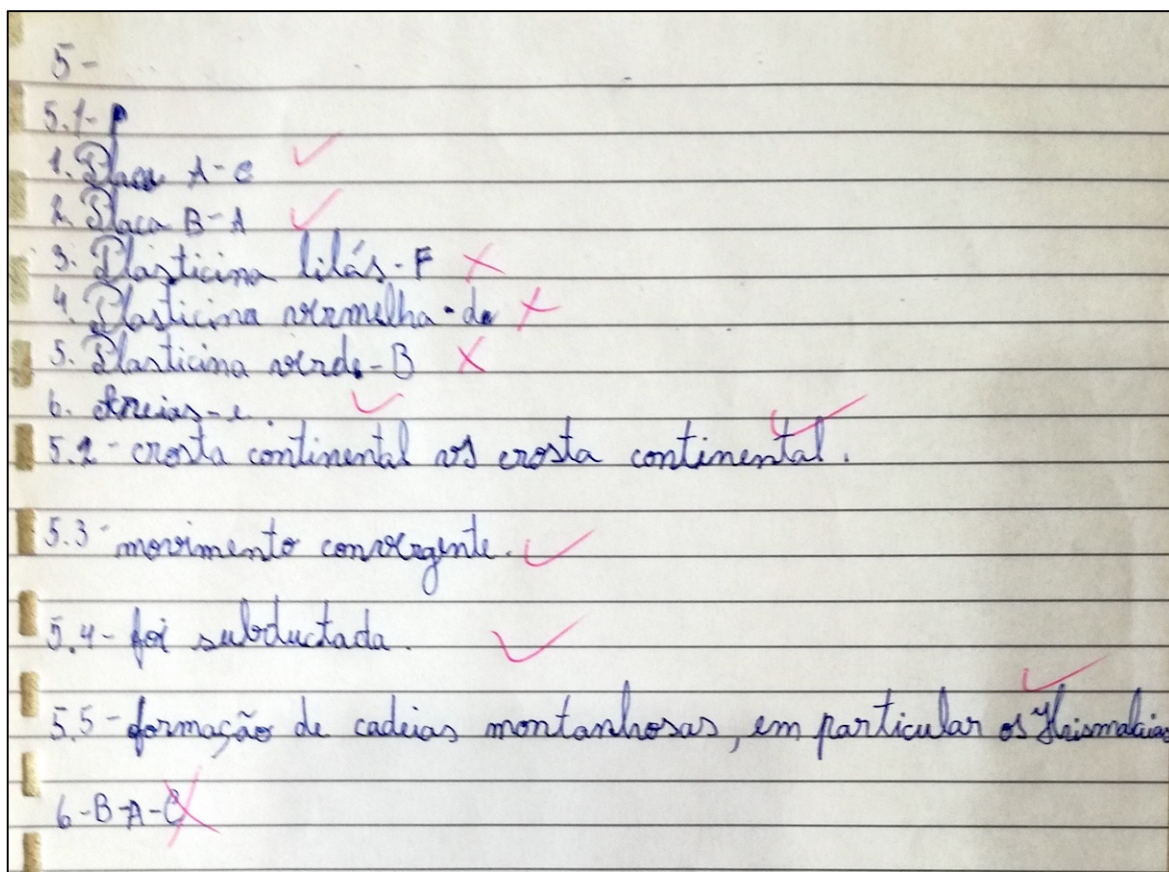 5-
5.1-
1. Placa A-C
2. Placa B-A
3. Plasticina lilás-F
4. Plasticina vermelha-d
5. Plasticina verde-B
6. Areias-e
5.2- crosta continental vs crosta continental.
5.3- movimento convergente.
5.4- foi subductada.
5.5- formação de cadeias montanhosas, em particular os
6-B-A-C